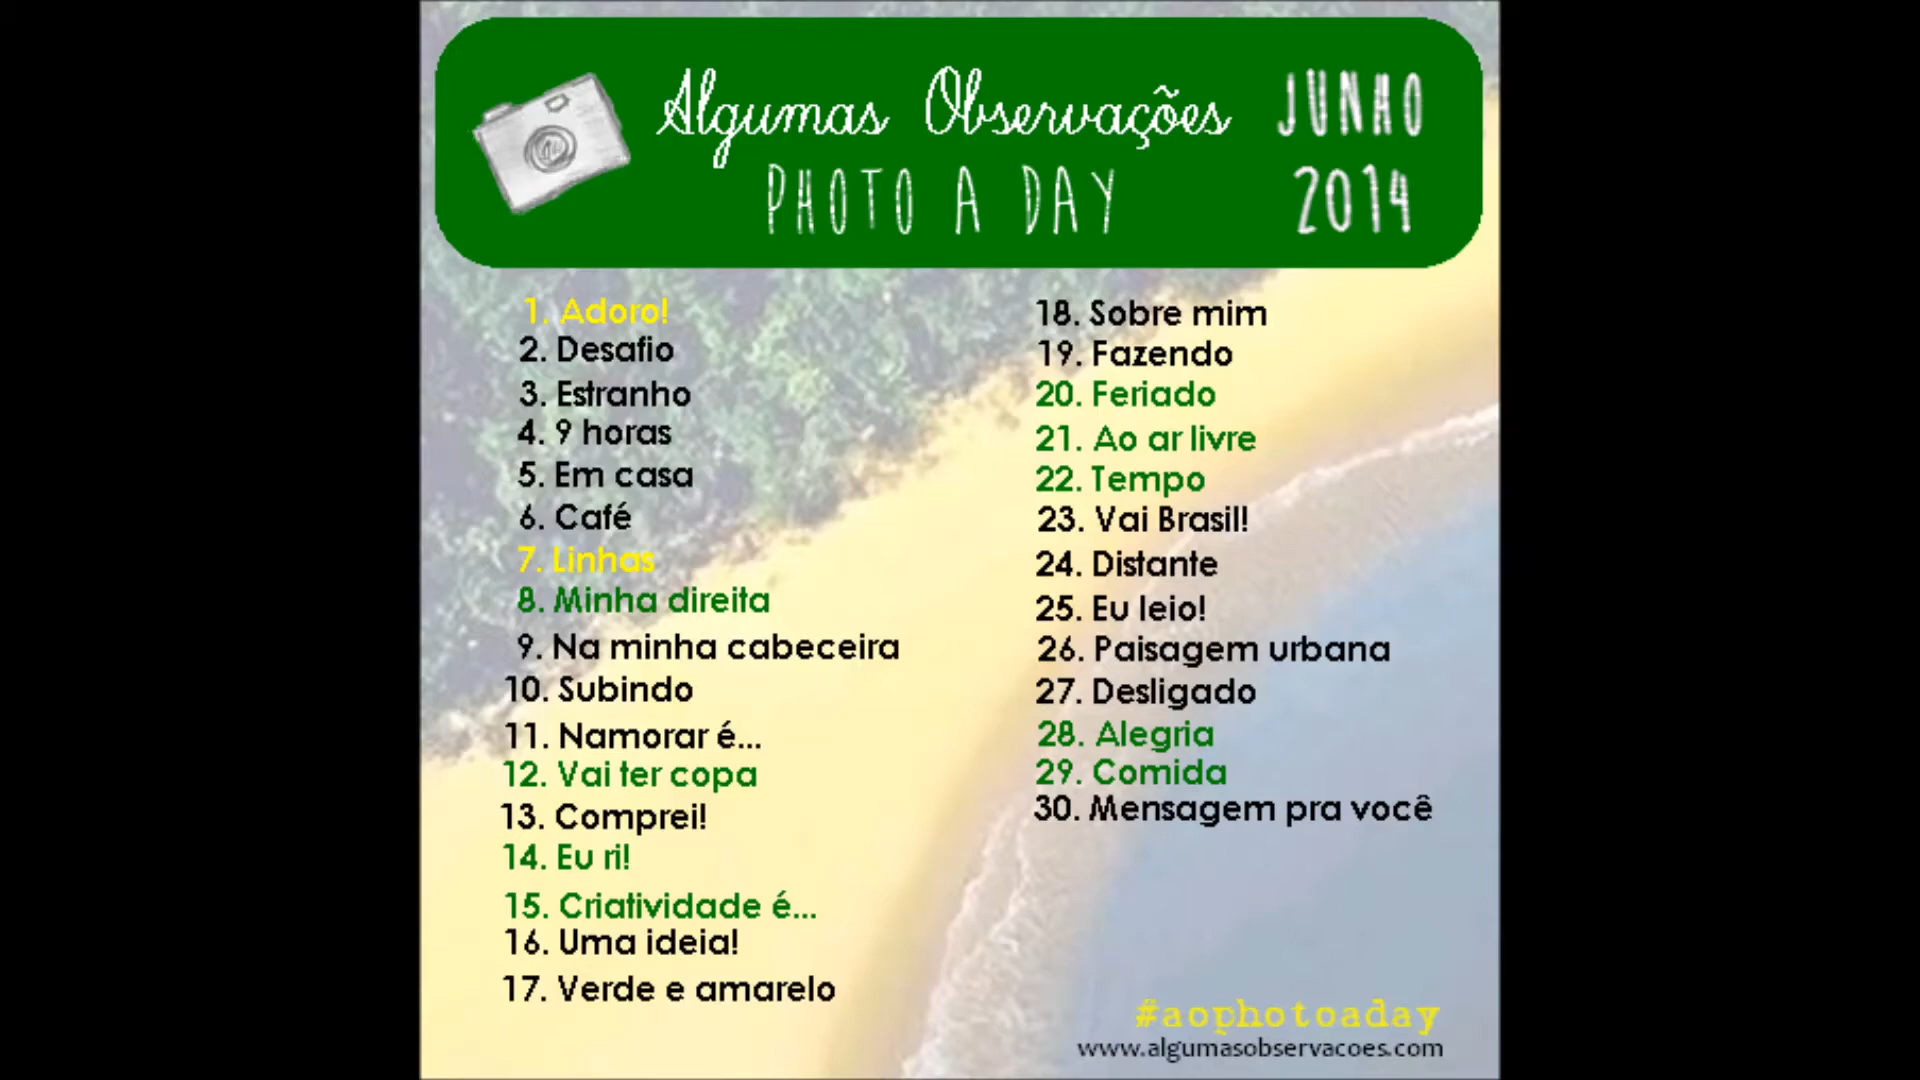 Algumas Observações
PHOTO A DAY
JUNHO
2014
1. Adoro!
2. Desafio
3. Estranho
4. 9 horas
5. Em casa
6. Café
7. Linhas
8. Minha direita
9. Na minha cabeceira
10. Subindo
11. Namorar é...
12. Vai ter copa
13. Comprei!
14. Eu ri!
15. Criatividade é...
16. Uma ideia!
17. Verde e amarelo
18. Sobre mim
19. Fazendo
20. Feriado
21. Ao ar livre
22. Tempo
23. Vai Brasil!
24. Distante
25. Eu leio!
26. Paisagem urbana
27. Desligado
28. Alegria
29. Comida
30. Mensagem pra você
#aophotoaday
www.algumasobservacoes.com